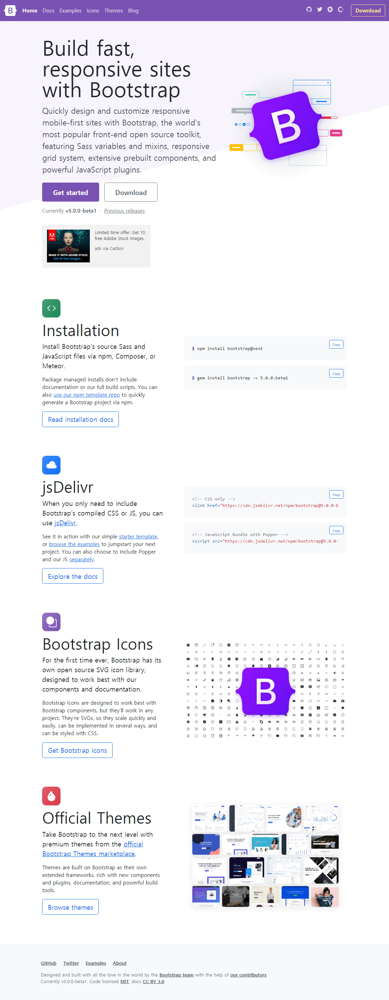 B Home Docs Examples Icons Themes Blog Download
Build fast,
responsive sites
with Bootstrap
Quickly design and customize responsive
mobile-first sites with Bootstrap, the world's
most popular front-end open source toolkit,
featuring Sass variables and mixins, responsive
grid system, extensive prebuilt components, and
powerful JavaScript plugins.
B
Get started Download
Currently v5.0.0-beta1 · Previous releases
Adobe
St
MAKE IT WITH ADOBE STOCK.
Get 10 free images ›
Limited time offer: Get 10
free Adobe Stock images.
ads via Carbon
Installation
Install Bootstrap's source Sass and
JavaScript files via npm, Composer, or
Meteor.
Package managed installs don't include
documentation or our full build scripts. You can
also use our npm template repo to quickly
generate a Bootstrap project via npm.
Read installation docs
Copy
$ npm install bootstrap@next
Copy
$ gem install bootstrap -v 5.0.0.beta1
jsDelivr
When you only need to include
Bootstrap's compiled CSS or JS, you can
use jsDelivr.
See it in action with our simple starter template,
or browse the examples to jumpstart your next
project. You can also choose to include Popper
and our JS separately.
Explore the docs
Copy
<!-- CSS only -->
<link href="https://cdn.jsdelivr.net/npm/bootstrap@5.0.0-b
Copy
<!-- JavaScript Bundle with Popper -->
<script src="https://cdn.jsdelivr.net/npm/bootstrap@5.0.0-
Bootstrap Icons
For the first time ever, Bootstrap has its
own open source SVG icon library,
designed to work best with our
components and documentation.
Bootstrap Icons are designed to work best with
Bootstrap components, but they'll work in any
project. They're SVGs, so they scale quickly and
easily, can be implemented in several ways, and
can be styled with CSS.
Get Bootstrap Icons
B
Official Themes
Take Bootstrap to the next level with
premium themes from the official
Bootstrap Themes marketplace.
Themes are built on Bootstrap as their own
extended frameworks, rich with new components
and plugins, documentation, and powerful build
tools.
Browse themes
Turn your ideas
into a startup
A modern design system for
your new SaaS platform.
Blouses &
Tops
GitHub Twitter Examples About
Designed and built with all the love in the world by the Bootstrap team with the help of our contributors.
Currently v5.0.0-beta1. Code licensed MIT, docs CC BY 3.0.